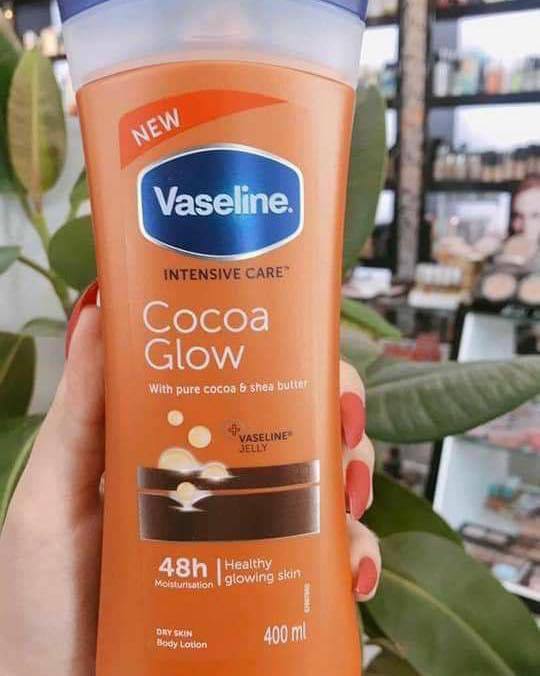 NEW
Vaseline.
INTENSIVE CARE™
Cocoa
Glow
With pure cocoa & shea butter
VASELINE®
JELLY
48h
Moisturisation
Healthy
glowing skin
DRY SKIN
Body Lotion
400 ml